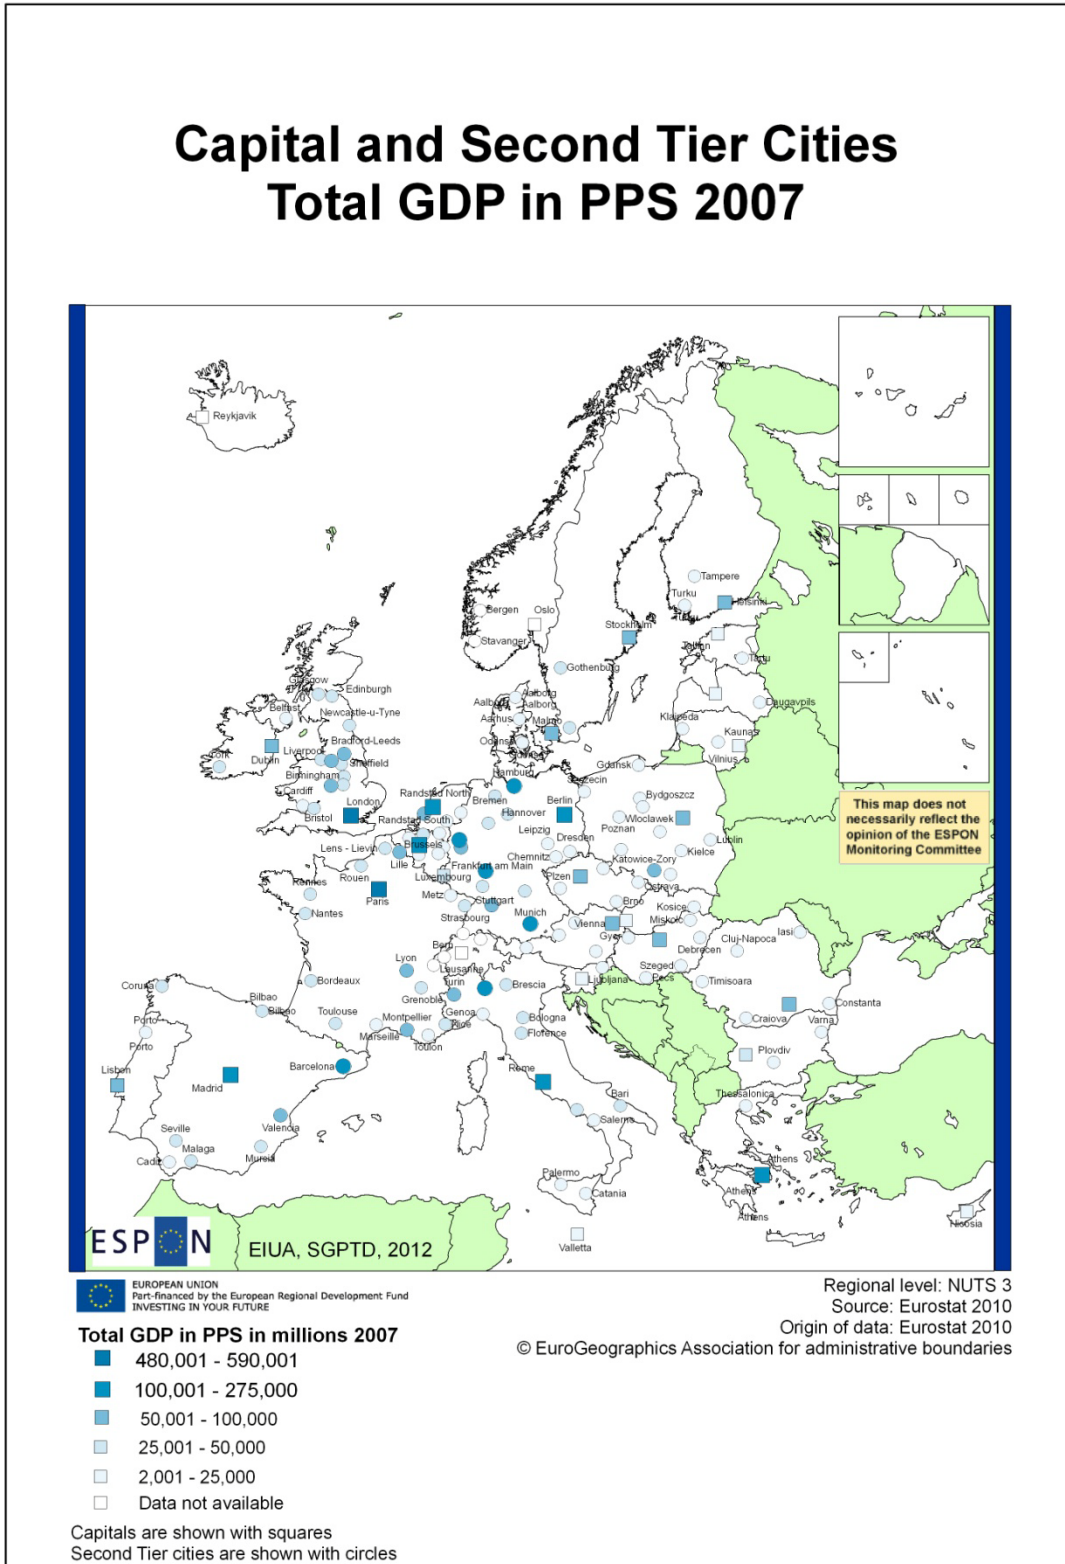 Capital and Second Tier Cities
Total GDP in PPS 2007
Reykjavik
Tampere
Turku
Helsinki
Bergen
Oslo
Stockholm
Stavanger
Tallinn
Tartu
Gothenburg
Glasgow
Edinburgh
Aalborg
Aalborg
Aalborg
Daugavpils
Belfast
Newcastle-u-Tyne
Aarhus
Malmo
Klaipeda
Kaunas
Bradford-Leeds
Odense
Vilnius
Cork
Dublin
Liverpool
Sheffield
Gdansk
Birmingham
Hamburg
Szczecin
Cardiff
Randstad North
Bremen
Berlin
Bydgoszcz
London
Hannover
Wloclawek
Bristol
Randstad South
Leipzig
Poznan
Lublin
Lens - Lievin
Brussels
Dresden
Chemnitz
Kielce
Lille
Frankfurt am Main
Katowice-Zory
Rouen
Luxembourg
Plzen
Ostrava
Rennes
Paris
Metz
Stuttgart
Brno
Kosice
Nantes
Strasbourg
Munich
Vienna
Miskolc
Iasi
Bern
Gyor
Debrecen
Cluj-Napoca
Lyon
Lausanne
Szeged
Pecs
Ljubljana
Timisoara
Coruna
Bordeaux
Turin
Brescia
Grenoble
Bilbao
Bilbao
Constanta
Porto
Toulouse
Montpellier
Genoa
Bologna
Craiova
Varna
Porto
Marseille
Nice
Florence
Toulon
Plovdiv
Lisbon
Barcelona
Rome
Madrid
Bari
Thessalonica
Valencia
Salerno
Seville
Malaga
Murcia
Cadiz
Palermo
Catania
Athens
Athens
Athens
Valletta
Nicosia
This map does not
necessarily reflect the
opinion of the ESPON
Monitoring Committee
ESPON
EIUA, SGPTD, 2012
EUROPEAN UNION
Part-financed by the European Regional Development Fund
INVESTING IN YOUR FUTURE
Regional level: NUTS 3
Source: Eurostat 2010
Origin of data: Eurostat 2010
© EuroGeographics Association for administrative boundaries
Total GDP in PPS in millions 2007
480,001 - 590,001
100,001 - 275,000
50,001 - 100,000
25,001 - 50,000
2,001 - 25,000
Data not available
Capitals are shown with squares
Second Tier cities are shown with circles